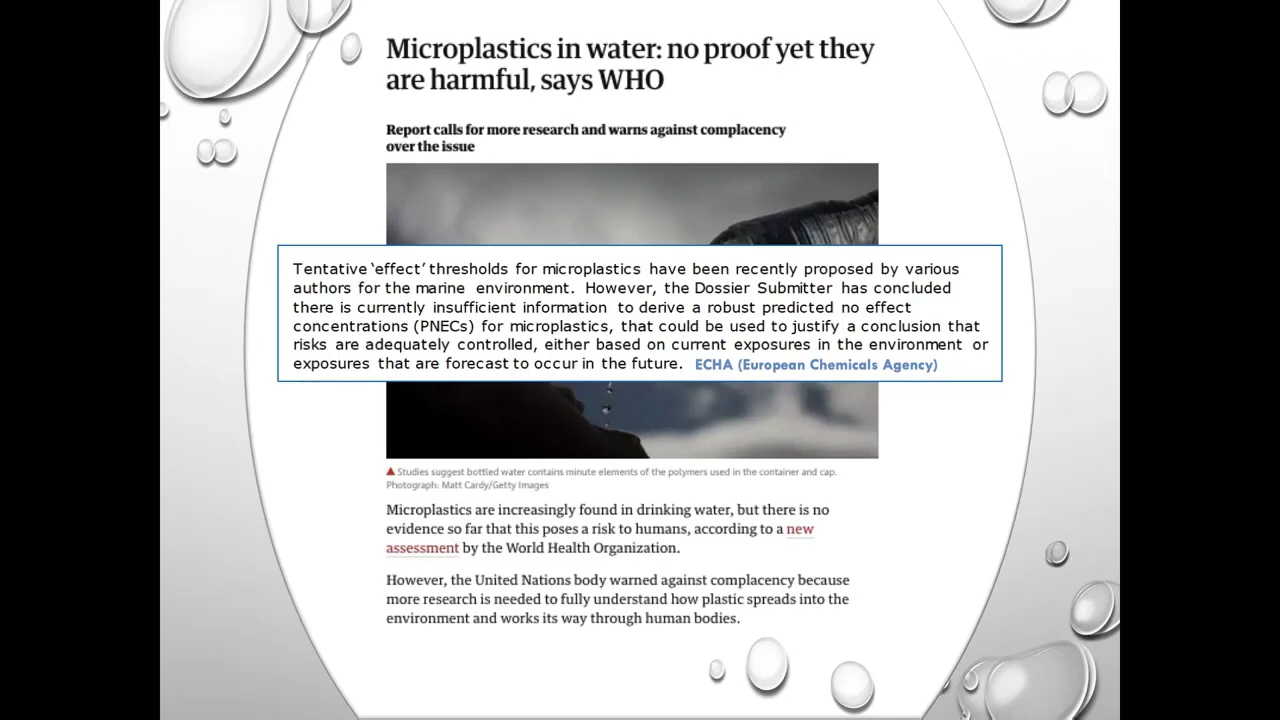 Microplastics in water: no proof yet they
are harmful, says WHO
Report calls for more research and warns against complacency
over the issue
Tentative ‘effect’ thresholds for microplastics have been recently proposed by various
authors for the marine environment. However, the Dossier Submitter has concluded
there is currently insufficient information to derive a robust predicted no effect
concentrations (PNECs) for microplastics, that could be used to justify a conclusion that
risks are adequately controlled, either based on current exposures in the environment or
exposures that are forecast to occur in the future. ECHA (European Chemicals Agency)
▲ Studies suggest bottled water contains minute elements of the polymers used in the container and cap.
Photograph: Matt Cardy/Getty Images
Microplastics are increasingly found in drinking water, but there is no
evidence so far that this poses a risk to humans, according to a new
assessment by the World Health Organization.
However, the United Nations body warned against complacency because
more research is needed to fully understand how plastic spreads into the
environment and works its way through human bodies.